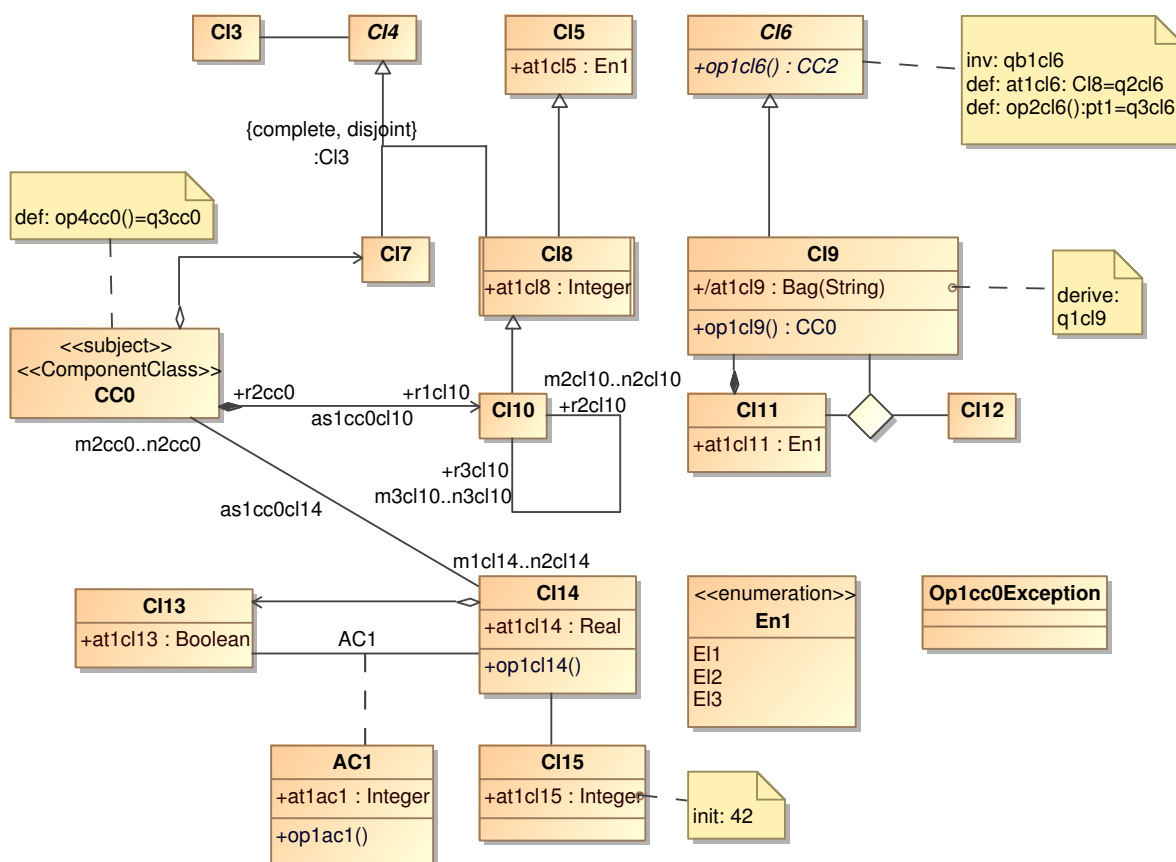 Cl3
Cl4
Cl5
+at1cl5 : En1
Cl6
+op1cl6() : CC2
inv: qb1cl6
def: at1cl6: Cl8=q2cl6
def: op2cl6():pt1=q3cl6
{complete, disjoint}
:Cl3
def: op4cc0()=q3cc0
Cl7
Cl8
+at1cl8 : Integer
Cl9
+/at1cl9 : Bag(String)
+op1cl9() : CC0
derive:
q1cl9
<<subject>>
<<ComponentClass>>
CC0
+r2cc0
+r1cl10
as1cc0cl10
Cl10
m2cl10..n2cl10
+r2cl10
+r3cl10
m3cl10..n3cl10
Cl11
+at1cl11 : En1
Cl12
m2cc0..n2cc0
as1cc0cl14
m1cl14..n2cl14
Cl13
+at1cl13 : Boolean
AC1
Cl14
+at1cl14 : Real
+op1cl14()
<<enumeration>>
En1
El1
El2
El3
Op1cc0Exception
AC1
+at1ac1 : Integer
+op1ac1()
Cl15
+at1cl15 : Integer
init: 42